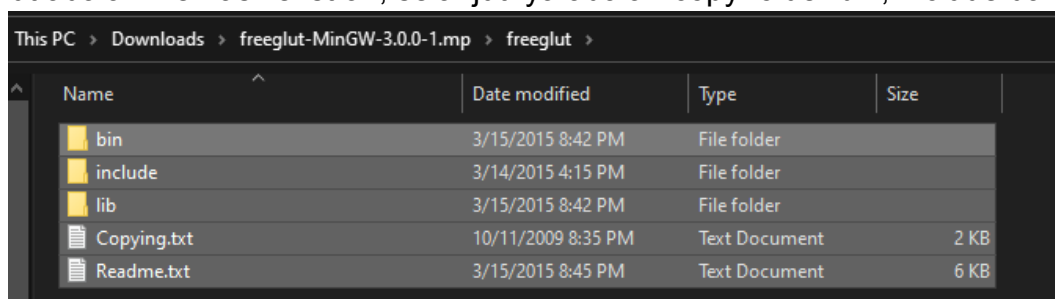 This PC > Downloads > freeglut-MinGW-3.0.0-1.mp > freeglut >
Name Date modified Type Size
bin 3/15/2015 8:42 PM File folder
include 3/14/2015 4:15 PM File folder
lib 3/15/2015 8:42 PM File folder
Copying.txt 10/11/2009 8:35 PM Text Document 2 KB
Readme.txt 3/15/2015 8:45 PM Text Document 6 KB